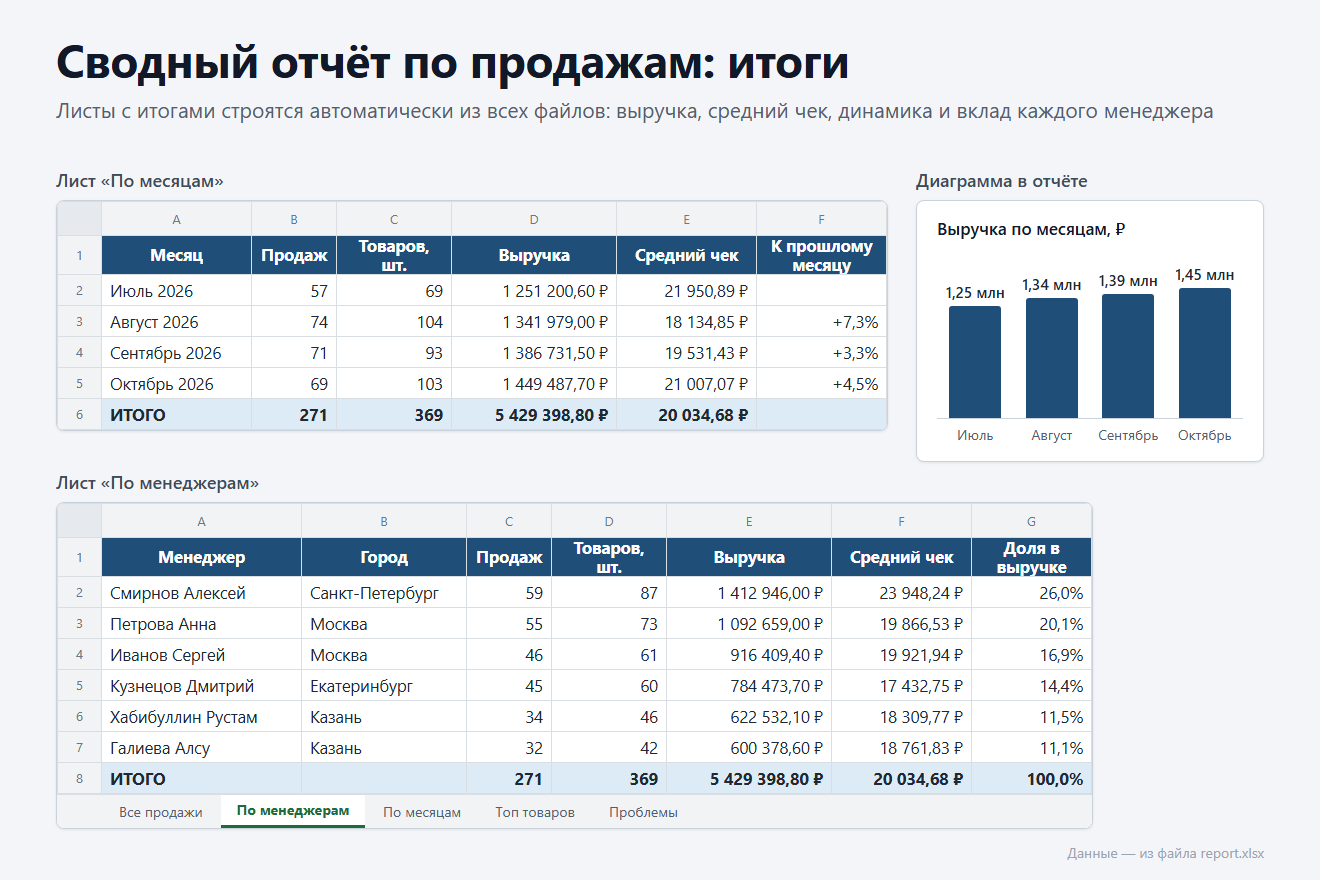 Сводный отчёт по продажам: итоги
Листы с итогами строятся автоматически из всех файлов: выручка, средний чек, динамика и вклад каждого менеджера
Лист «По месяцам»
A B C D E F
1 Месяц Продаж Товаров, шт. Выручка Средний чек К прошлому месяцу
2 Июль 2026 57 69 1 251 200,60 ₽ 21 950,89 ₽
3 Август 2026 74 104 1 341 979,00 ₽ 18 134,85 ₽ +7,3%
4 Сентябрь 2026 71 93 1 386 731,50 ₽ 19 531,43 ₽ +3,3%
5 Октябрь 2026 69 103 1 449 487,70 ₽ 21 007,07 ₽ +4,5%
6 ИТОГО 271 369 5 429 398,80 ₽ 20 034,68 ₽
Диаграмма в отчёте
Выручка по месяцам, ₽
1,25 млн 1,34 млн 1,39 млн 1,45 млн
Июль Август Сентябрь Октябрь
Лист «По менеджерам»
A B C D E F G
1 Менеджер Город Продаж Товаров, шт. Выручка Средний чек Доля в выручке
2 Смирнов Алексей Санкт-Петербург 59 87 1 412 946,00 ₽ 23 948,24 ₽ 26,0%
3 Петрова Анна Москва 55 73 1 092 659,00 ₽ 19 866,53 ₽ 20,1%
4 Иванов Сергей Москва 46 61 916 409,40 ₽ 19 921,94 ₽ 16,9%
5 Кузнецов Дмитрий Екатеринбург 45 60 784 473,70 ₽ 17 432,75 ₽ 14,4%
6 Хабибуллин Рустам Казань 34 46 622 532,10 ₽ 18 309,77 ₽ 11,5%
7 Галиева Алсу Казань 32 42 600 378,60 ₽ 18 761,83 ₽ 11,1%
8 ИТОГО 271 369 5 429 398,80 ₽ 20 034,68 ₽ 100,0%
Все продажи По менеджерам По месяцам Топ товаров Проблемы
Данные — из файла report.xlsx